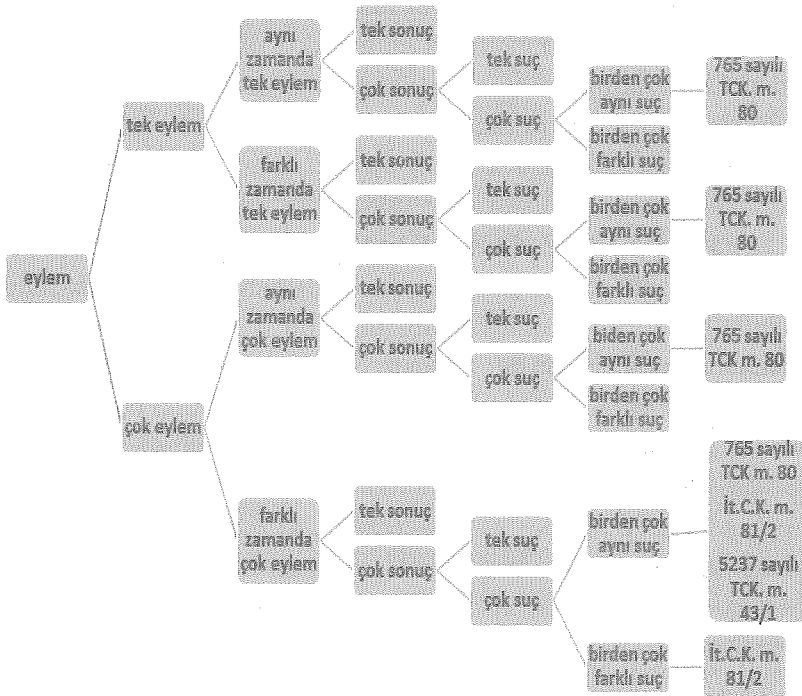 eylem
tek eylem
aynı
zamanda
tek eylem
tek sonuç
çok sonuç
tek suç
çok suç
birden çok
aynı suç
765 sayılı
TCK. m.
80
birden çok
farklı suç
farklı
zamanda
tek eylem
tek sonuç
çok sonuç
tek suç
çok suç
birden çok
aynı suç
765 sayılı
TCK. m.
80
birden çok
farklı suç
çok eylem
aynı
zamanda
çok eylem
tek sonuç
çok sonuç
tek suç
çok suç
biden çok
aynı suç
765 sayılı
TCK m. 80
birden çok
farklı suç
farklı
zamanda
çok eylem
tek sonuç
çok sonuç
tek suç
çok suç
birden çok
aynı suç
765 sayılı
TCK m. 80
İt.C.K. m.
81/2
5237 sayılı
TCK. m.
43/1
birden çok
farklı suç
İt.C.K. m.
81/2